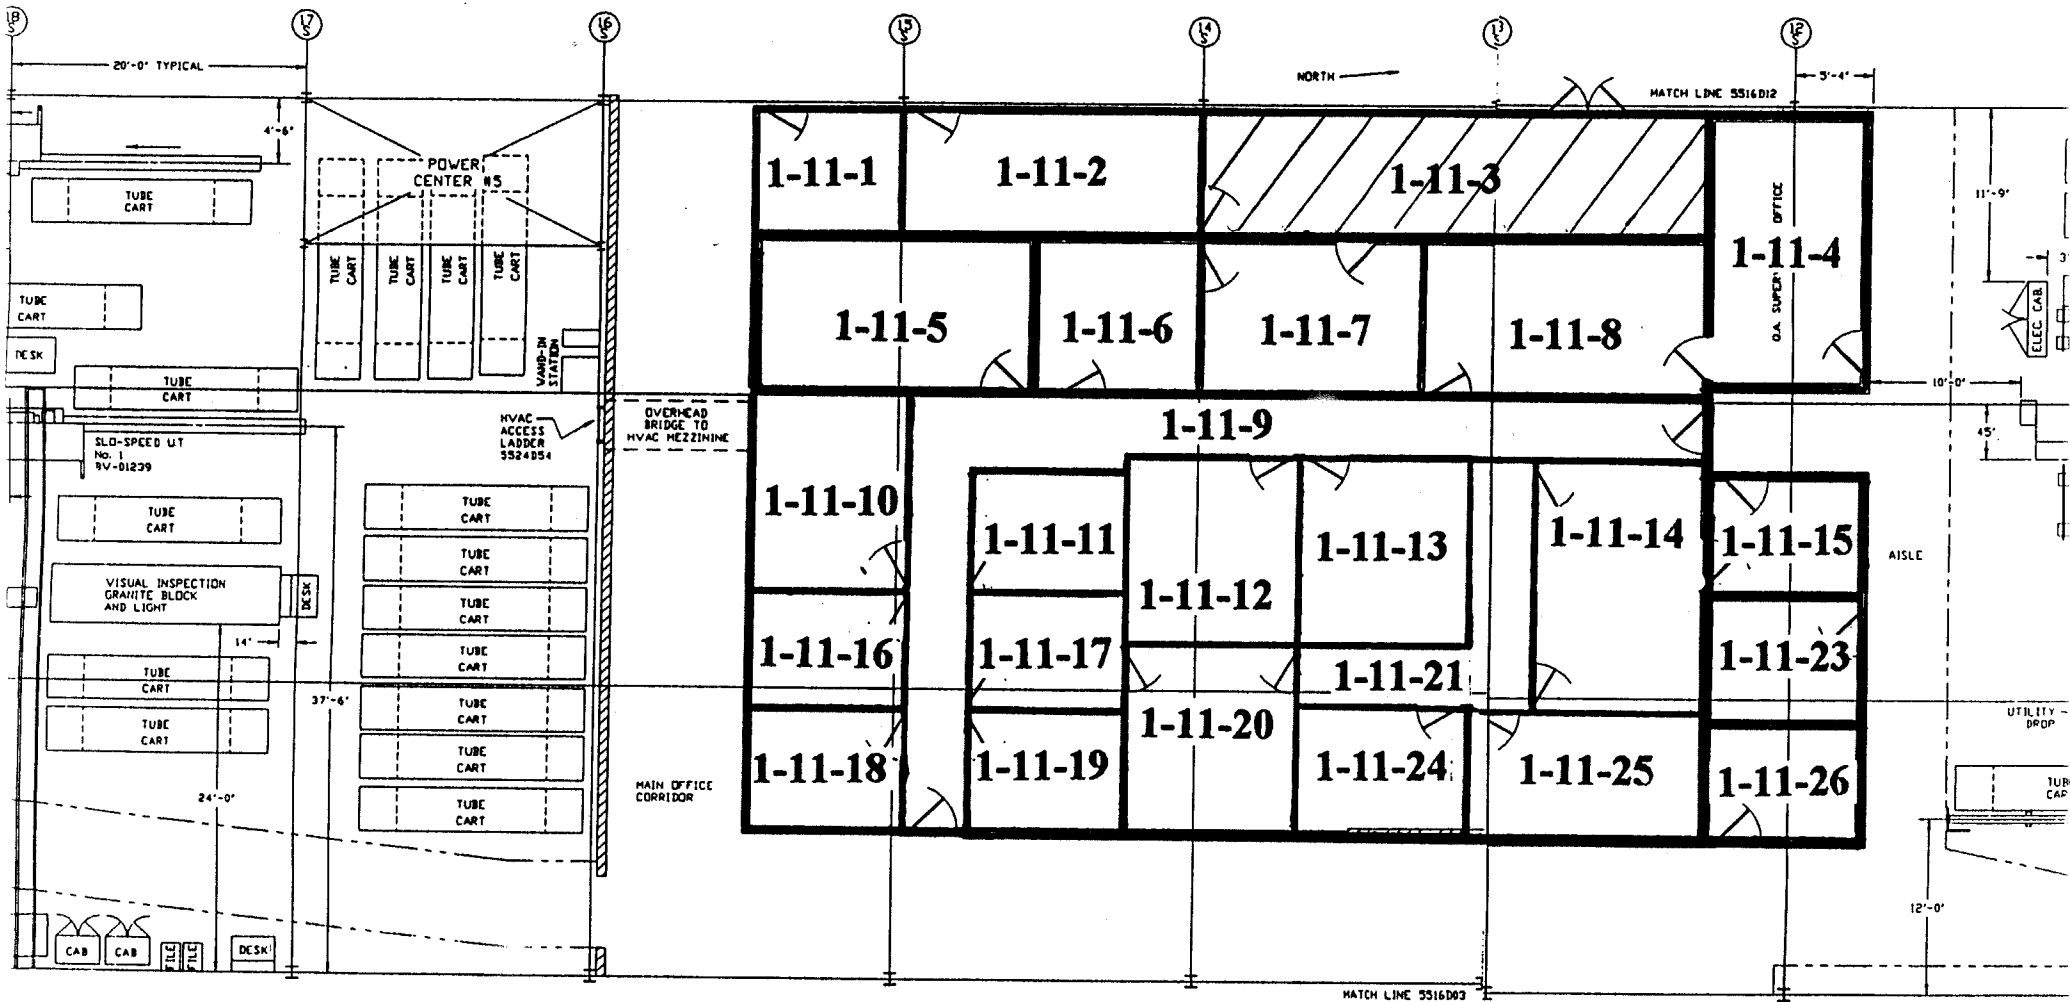 18 S
17 S
16 S
15 S
14 S
13 S
12 S
20'-0" TYPICAL
NORTH
5'-4"
MATCH LINE 5516D12
4'-6"
POWER
CENTER #5
TUBE
CART
TUBE
CART
TUBE
CART
TUBE
CART
TUBE
CART
TUBE
CART
DESK
TUBE
CART
WAND-IN
STATION
1-11-1
1-11-2
1-11-3
1-11-4
1-11-5
1-11-6
1-11-7
1-11-8
11'-9"
ELEC. CAB.
10'-0"
45"
HVAC
ACCESS
LADDER
5524D54
OVERHEAD
BRIDGE TO
HVAC MEZZININE
SLO-SPEED UT
No. 1
BV-01239
1-11-9
1-11-10
1-11-11
1-11-12
1-11-13
1-11-14
1-11-15
AISLE
TUBE
CART
TUBE
CART
TUBE
CART
VISUAL INSPECTION
GRANITE BLOCK
AND LIGHT
DESK
14"
TUBE
CART
TUBE
CART
TUBE
CART
TUBE
CART
37'-6"
TUBE
CART
TUBE
CART
TUBE
CART
24'-0"
1-11-16
1-11-17
1-11-18
1-11-19
1-11-20
1-11-21
1-11-23
1-11-24
1-11-25
1-11-26
UTILITY
DROP
MAIN OFFICE
CORRIDOR
12'-0"
CAB
CAB
FILE
FILE
DESK
MATCH LINE 5516D03